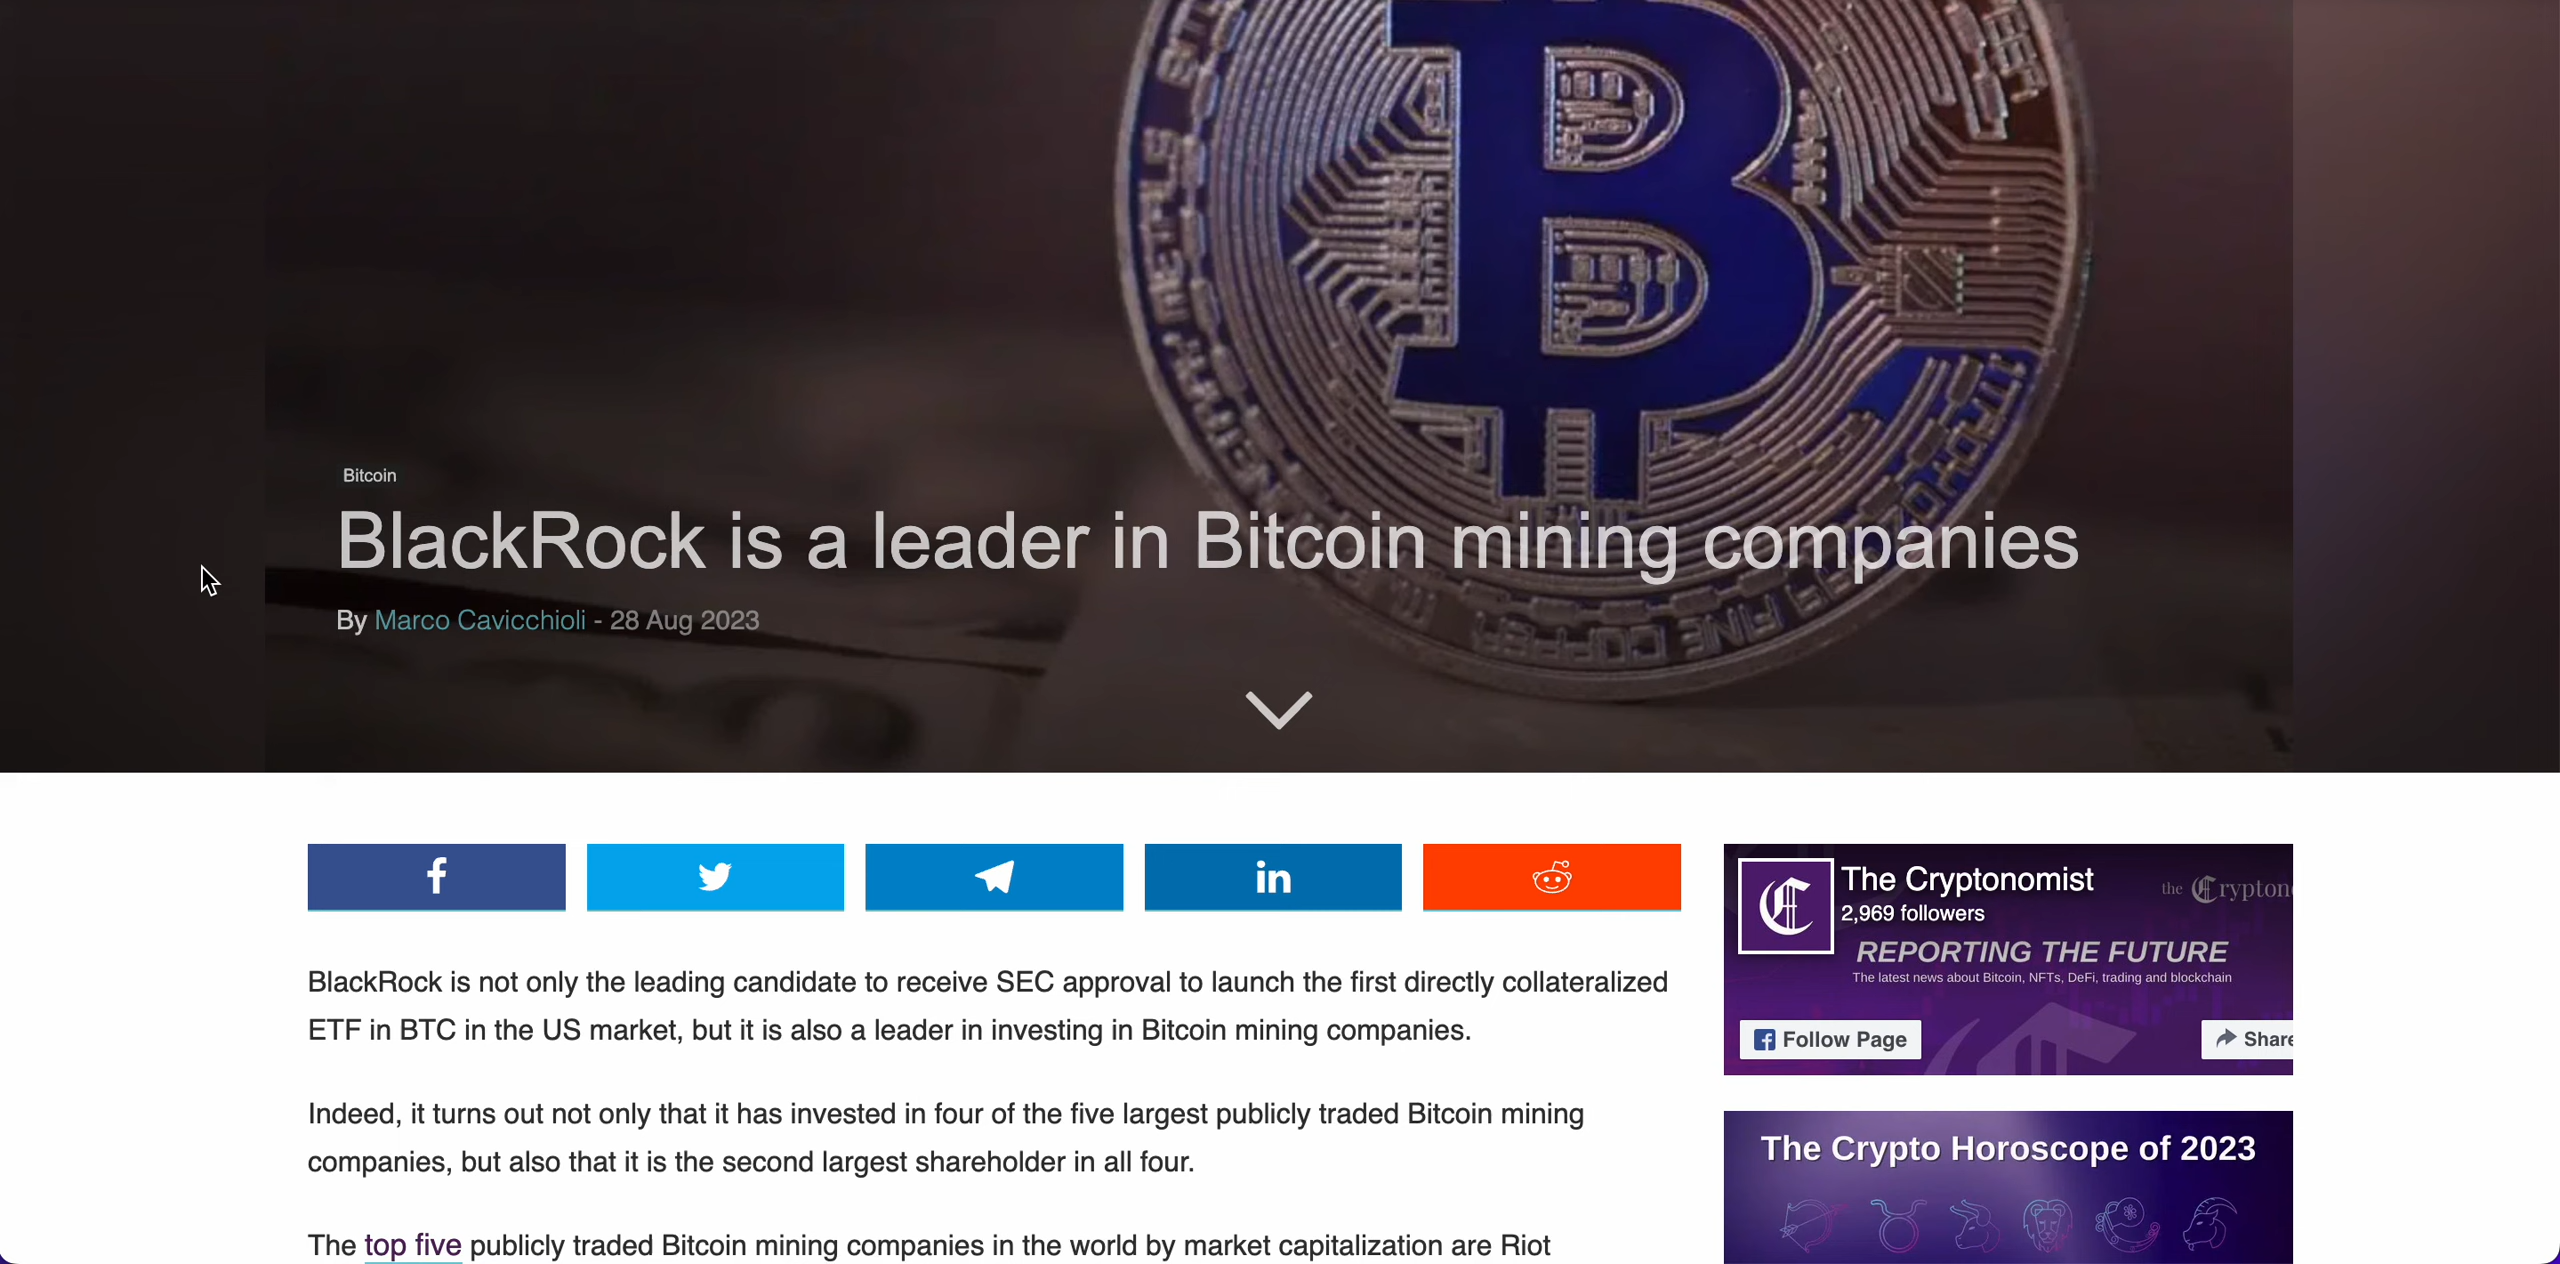 Bitcoin
BlackRock is a leader in Bitcoin mining companies
By Marco Cavicchioli - 28 Aug 2023
BlackRock is not only the leading candidate to receive SEC approval to launch the first directly collateralized
ETF in BTC in the US market, but it is also a leader in investing in Bitcoin mining companies.
Indeed, it turns out not only that it has invested in four of the five largest publicly traded Bitcoin mining
companies, but also that it is the second largest shareholder in all four.
The top five publicly traded Bitcoin mining companies in the world by market capitalization are Riot
The Cryptonomist
2,969 followers
REPORTING THE FUTURE
The latest news about Bitcoin, NFTs, DeFi, trading and blockchain
Follow Page
Share
The Crypto Horoscope of 2023